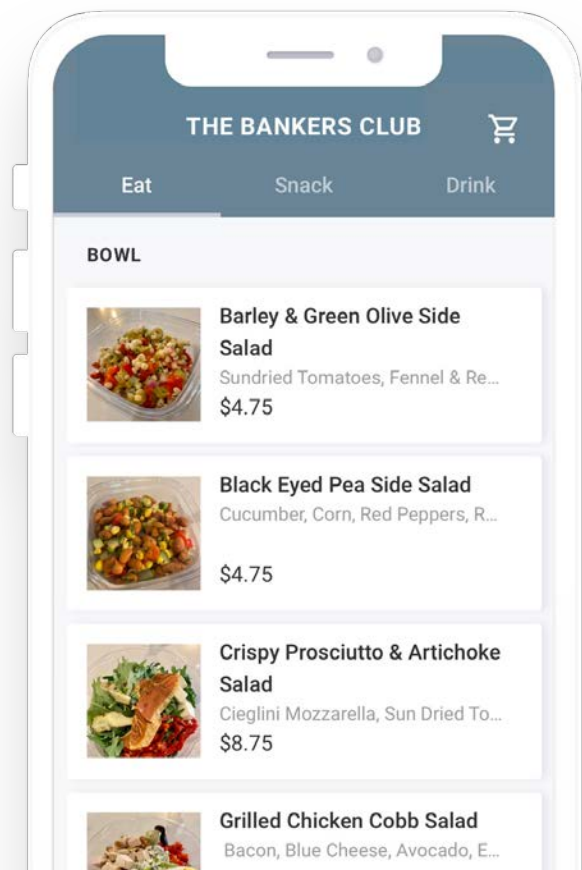 THE BANKERS CLUB
Eat Snack Drink
BOWL
Barley & Green Olive Side
Salad
Sundried Tomatoes, Fennel & Re...
$4.75
Black Eyed Pea Side Salad
Cucumber, Corn, Red Peppers, R...
$4.75
Crispy Prosciutto & Artichoke
Salad
Cieglini Mozzarella, Sun Dried To...
$8.75
Grilled Chicken Cobb Salad
Bacon, Blue Cheese, Avocado, E...